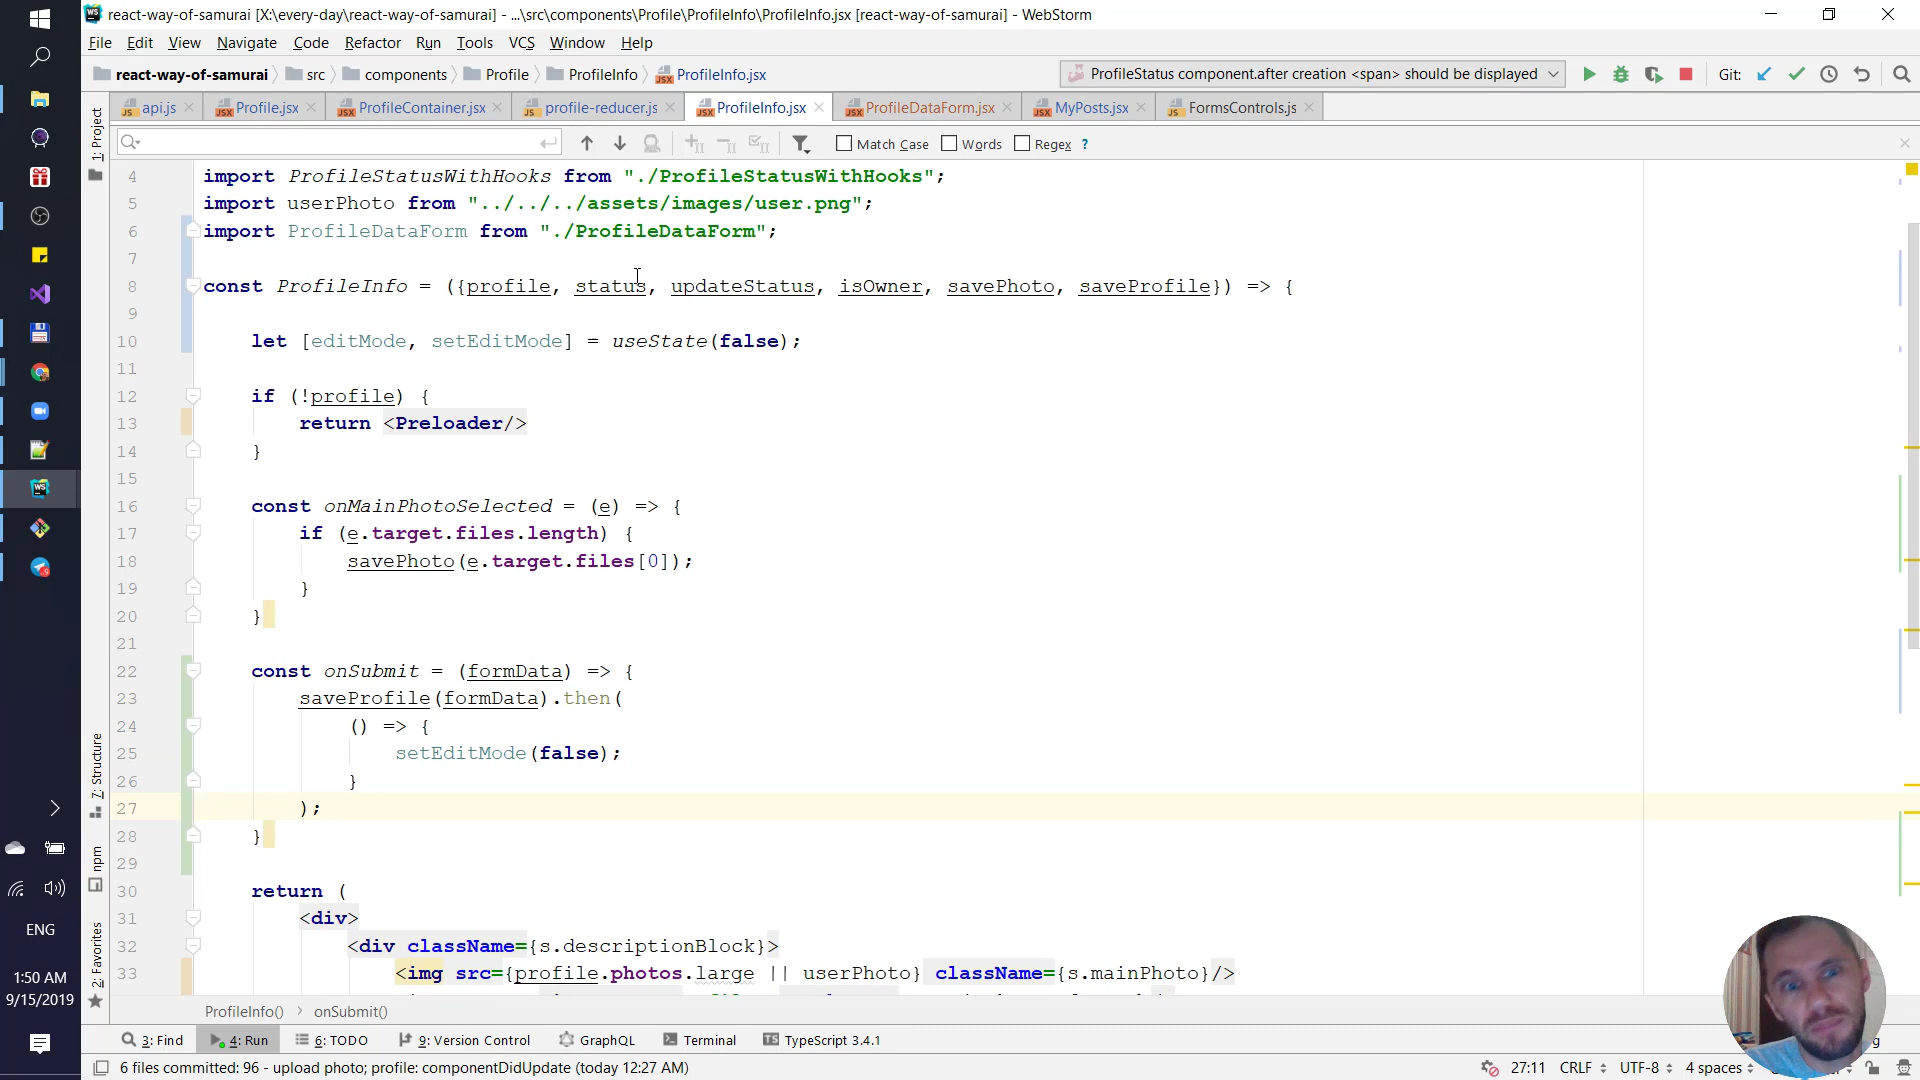 react-way-of-samurai [X:\every-day\react-way-of-samurai] - ...\src\components\Profile\ProfileInfo\ProfileInfo.jsx [react-way-of-samurai] - WebStorm
File Edit View Navigate Code Refactor Run Tools VCS Window Help
react-way-of-samurai src components Profile ProfileInfo ProfileInfo.jsx
ProfileStatus component.after creation <span> should be displayed
Git:
api.js Profile.jsx ProfileContainer.jsx profile-reducer.js ProfileInfo.jsx ProfileDataForm.jsx MyPosts.jsx FormsControls.js
Match Case Words Regex ?
1: Project
7: Structure
npm
2: Favorites
4 import ProfileStatusWithHooks from "./ProfileStatusWithHooks";
5 import userPhoto from "../../../assets/images/user.png";
6 import ProfileDataForm from "./ProfileDataForm";
7
8 const ProfileInfo = ({profile, status, updateStatus, isOwner, savePhoto, saveProfile}) => {
9
10 let [editMode, setEditMode] = useState(false);
11
12 if (!profile) {
13 return <Preloader/>
14 }
15
16 const onMainPhotoSelected = (e) => {
17 if (e.target.files.length) {
18 savePhoto(e.target.files[0]);
19 }
20 }
21
22 const onSubmit = (formData) => {
23 saveProfile(formData).then(
24 () => {
25 setEditMode(false);
26 }
27 );
28 }
29
30 return (
31 <div>
32 <div className={s.descriptionBlock}>
33 <img src={profile.photos.large || userPhoto} className={s.mainPhoto}/>
ProfileInfo() onSubmit()
3: Find 4: Run 6: TODO 9: Version Control GraphQL Terminal TypeScript 3.4.1
6 files committed: 96 - upload photo; profile: componentDidUpdate (today 12:27 AM)
27:11 CRLF UTF-8 4 spaces
ENG
1:50 AM
9/15/2019